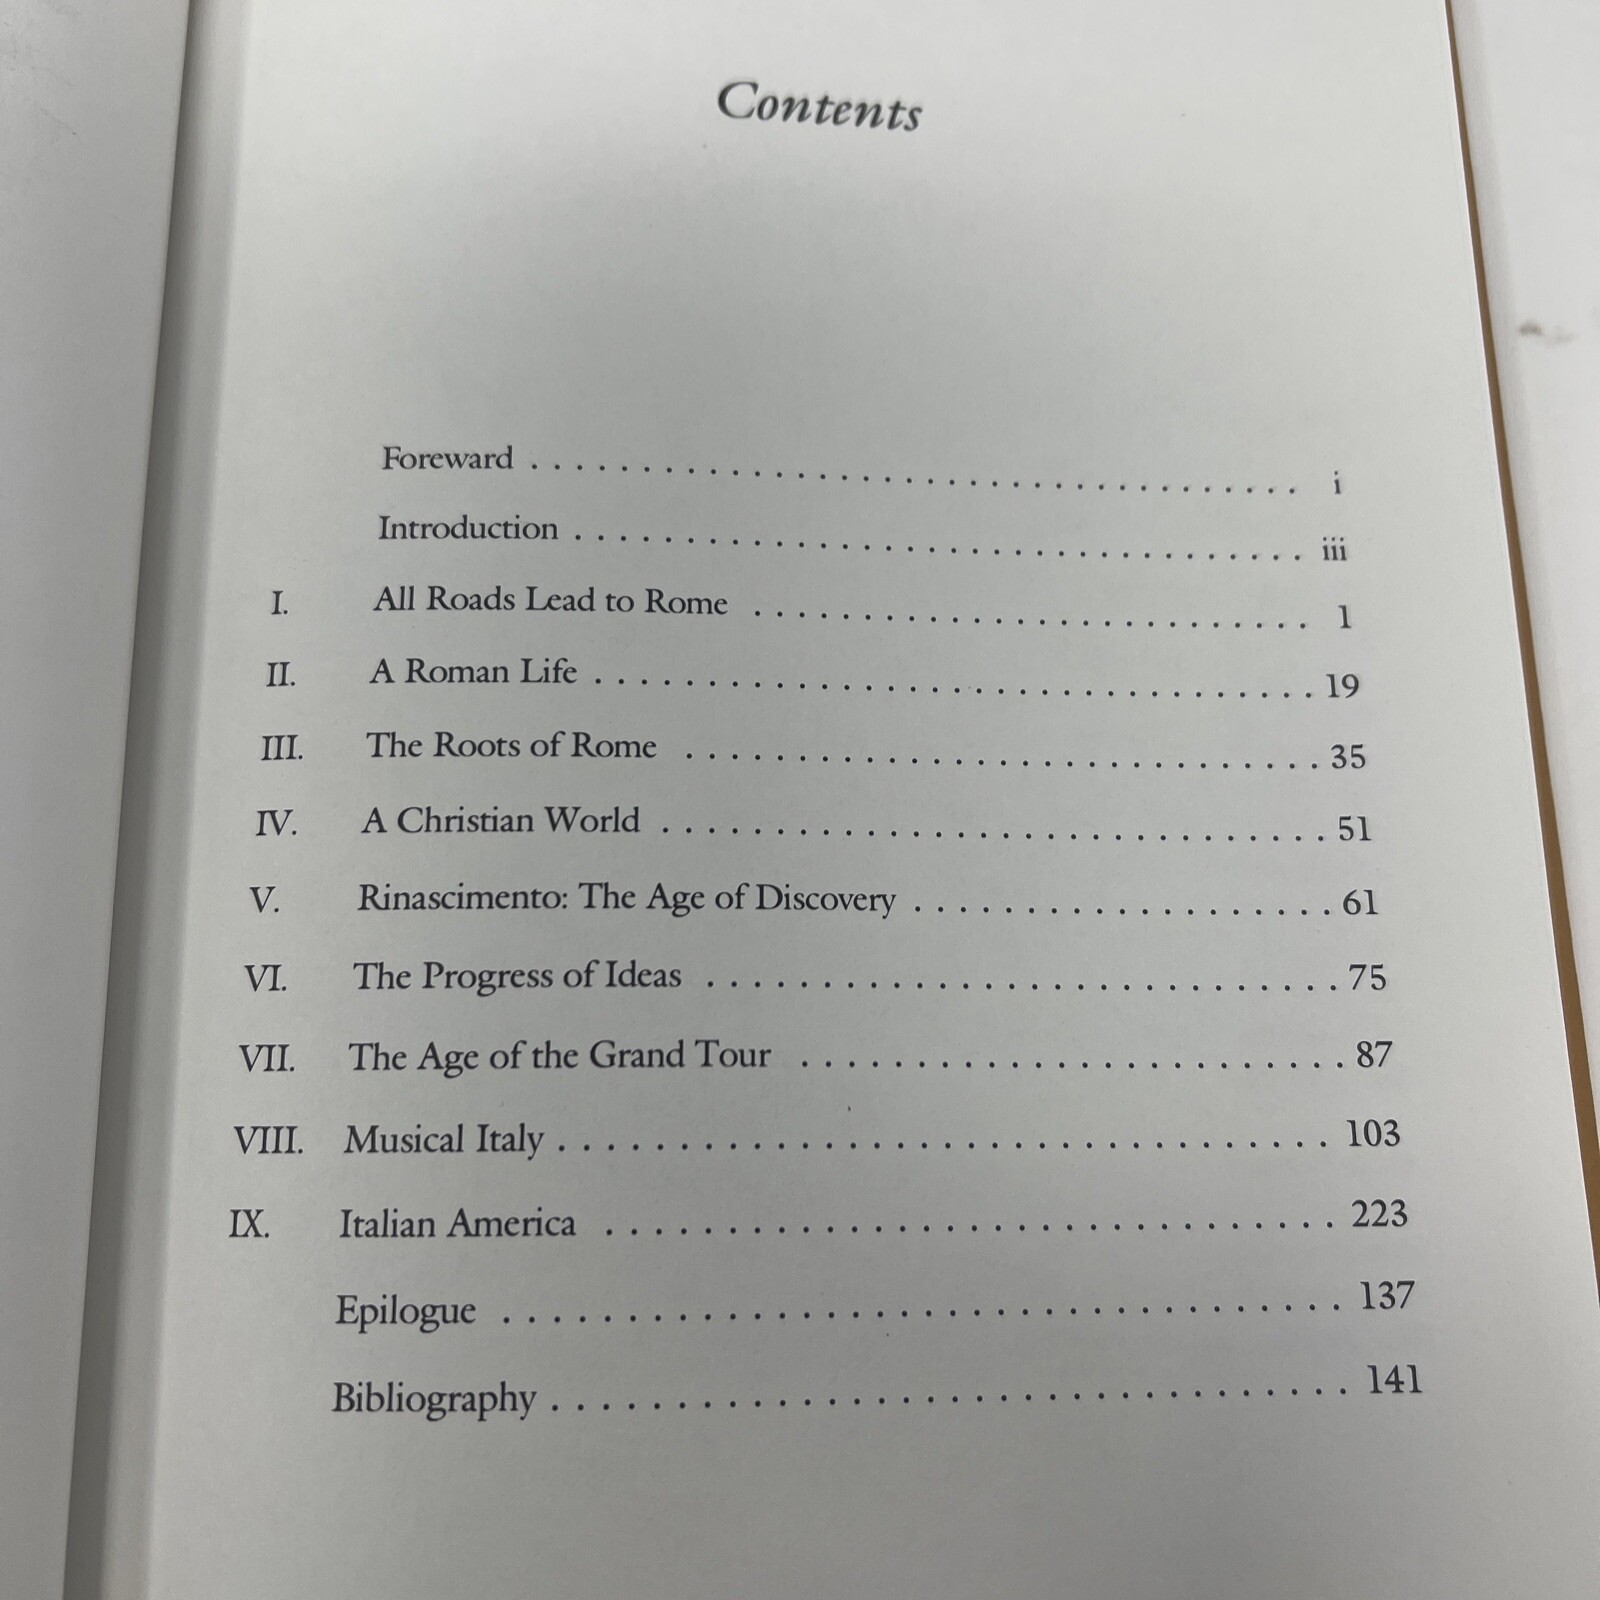 Contents
Foreward . . . . . . . . . . . . . . . . . . . . . . . . . . . . . . . . . . i
Introduction . . . . . . . . . . . . . . . . . . . . . . . . . . . . . . . . iii
I. All Roads Lead to Rome . . . . . . . . . . . . . . . . . . . . . . . . 1
II. A Roman Life . . . . . . . . . . . . . . . . . . . . . . . . . . . . . . . 19
III. The Roots of Rome . . . . . . . . . . . . . . . . . . . . . . . . . . . 35
IV. A Christian World . . . . . . . . . . . . . . . . . . . . . . . . . . . . 51
V. Rinascimento: The Age of Discovery . . . . . . . . . . . . . . . . . . 61
VI. The Progress of Ideas . . . . . . . . . . . . . . . . . . . . . . . . . . 75
VII. The Age of the Grand Tour . . . . . . . . . . . . . . . . . . . . . . 87
VIII. Musical Italy . . . . . . . . . . . . . . . . . . . . . . . . . . . . . . 103
IX. Italian America . . . . . . . . . . . . . . . . . . . . . . . . . . . . . 223
Epilogue . . . . . . . . . . . . . . . . . . . . . . . . . . . . . . . . . 137
Bibliography . . . . . . . . . . . . . . . . . . . . . . . . . . . . . . . 141